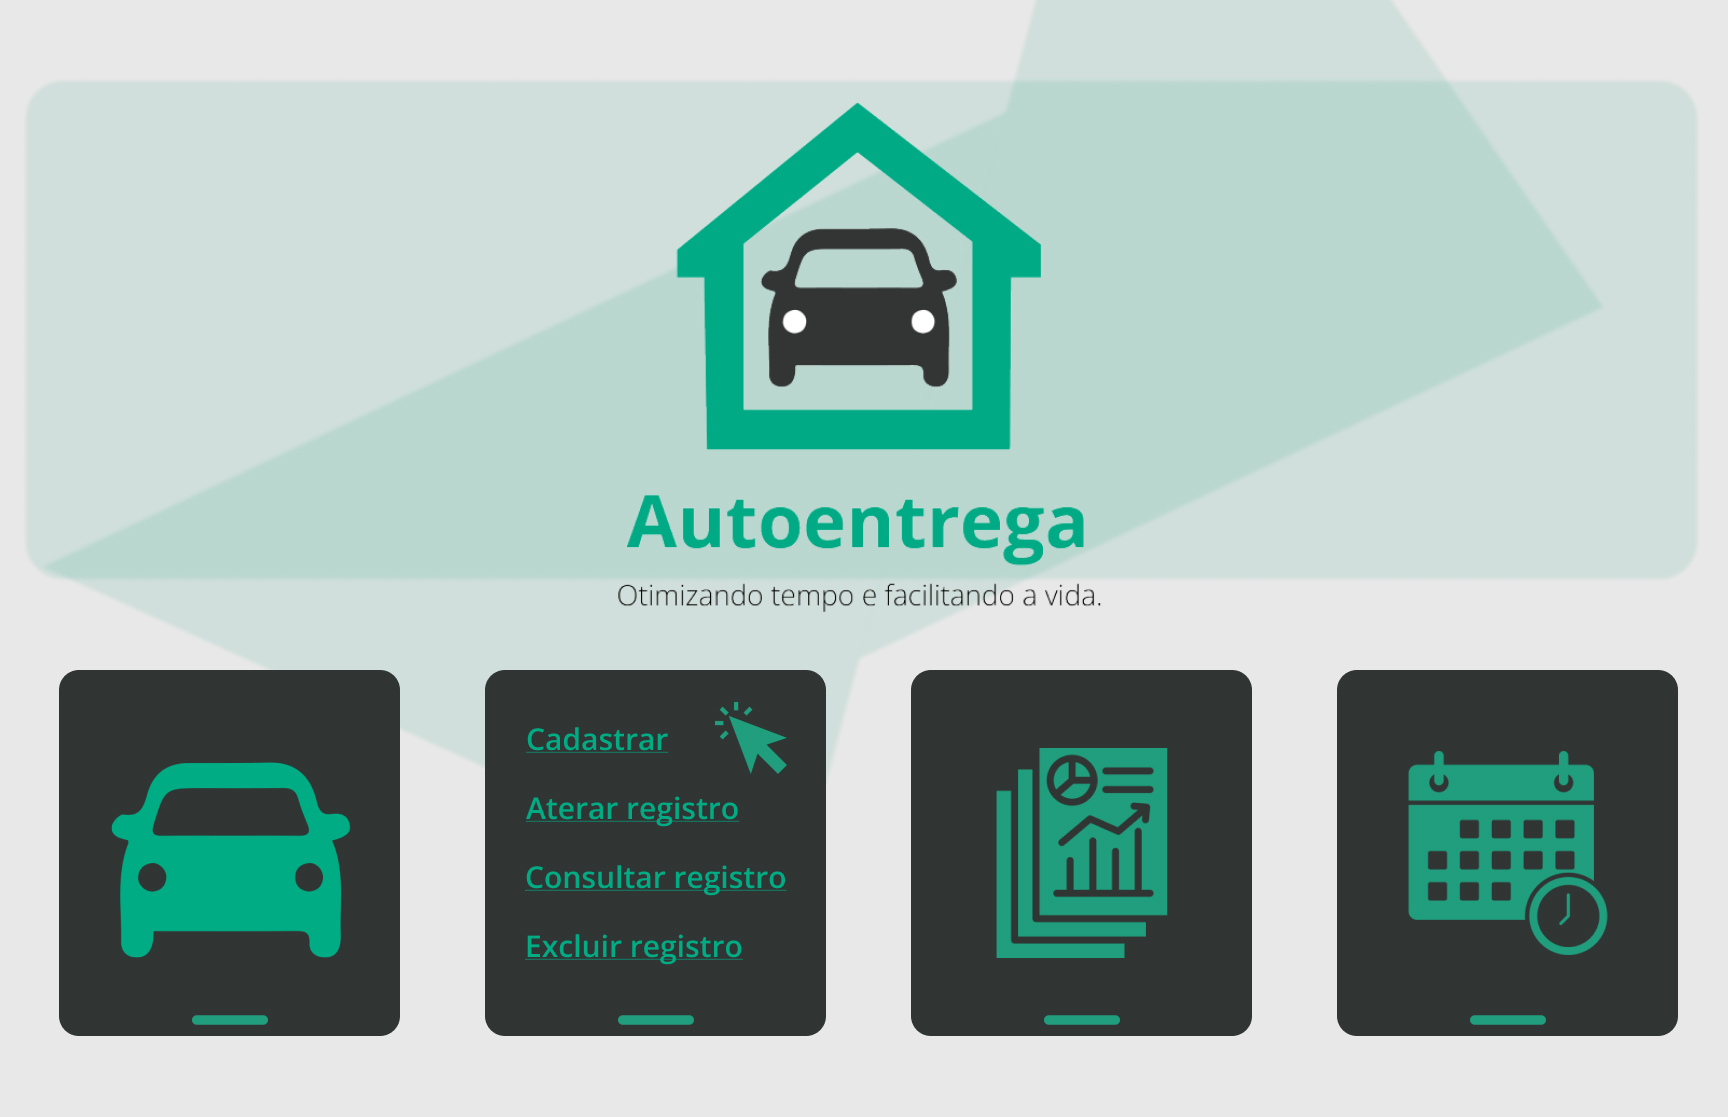 Autoentrega
Otimizando tempo e facilitando a vida.
Cadastrar
Aterar registro
Consultar registro
Excluir registro